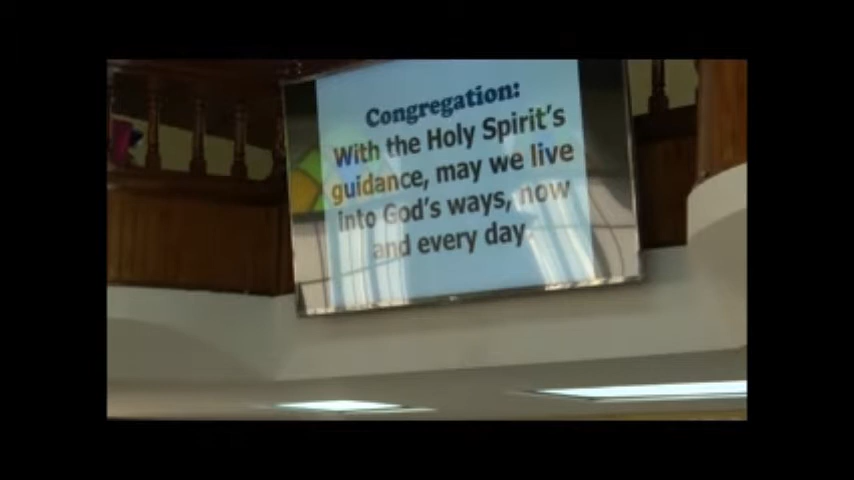 Congregation:
With the Holy Spirit's
guidance, may we live
into God's ways, now
and every day.